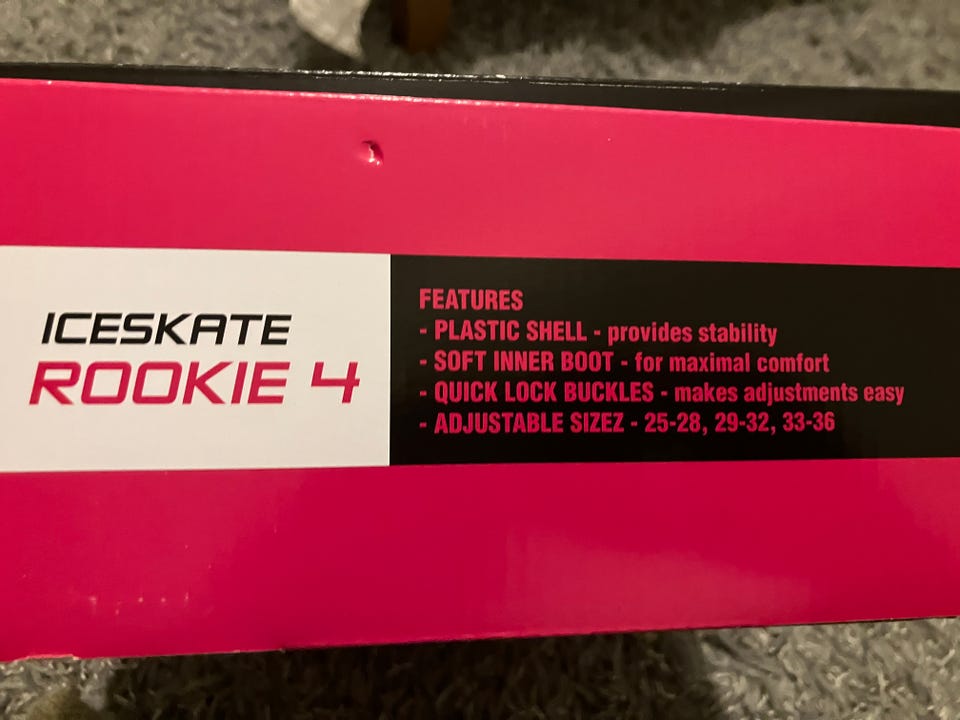 ICESKATE
ROOKIE 4
FEATURES
- PLASTIC SHELL - provides stability
- SOFT INNER BOOT - for maximal comfort
- QUICK LOCK BUCKLES - makes adjustments easy
- ADJUSTABLE SIZEZ - 25-28, 29-32, 33-36